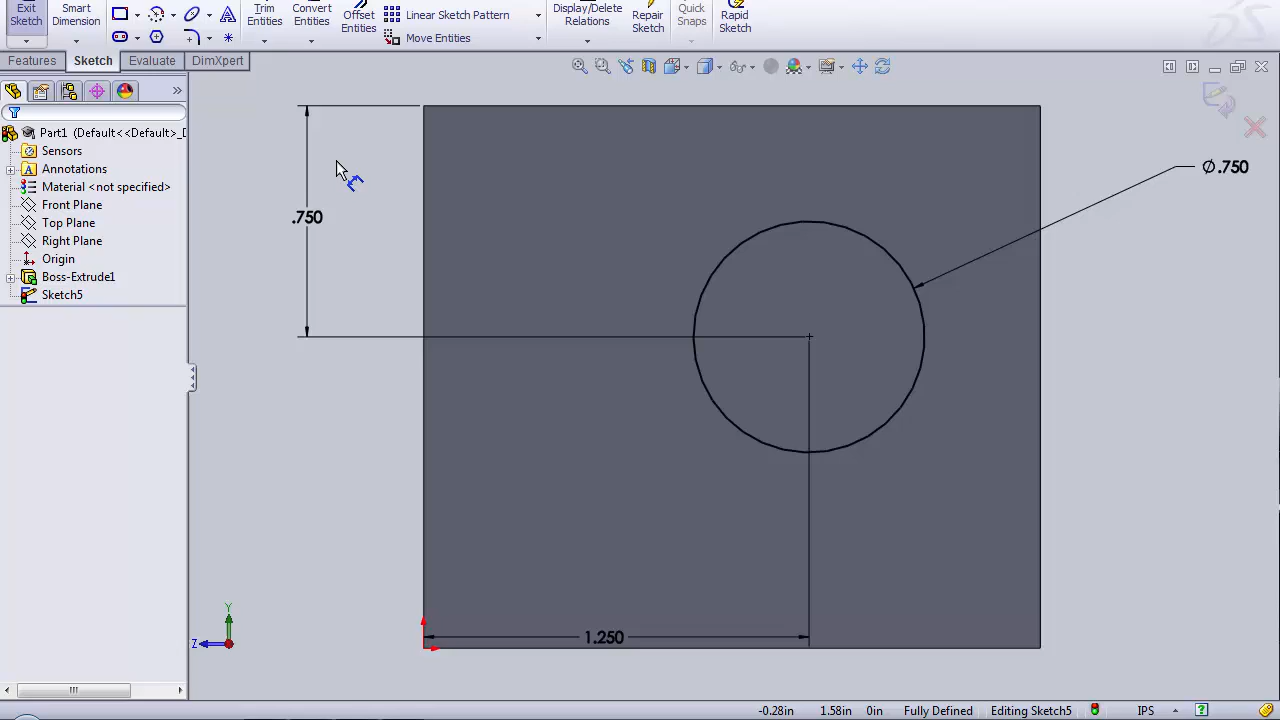 Exit Sketch
Smart Dimension
Trim Entities
Convert Entities
Offset Entities
Linear Sketch Pattern
Move Entities
Display/Delete Relations
Repair Sketch
Quick Snaps
Rapid Sketch
Features
Sketch
Evaluate
DimXpert
Part1 (Default<<Default>_D
Sensors
Annotations
Material <not specified>
Front Plane
Top Plane
Right Plane
Origin
Boss-Extrude1
Sketch5
.750
Ø.750
1.250
Y
Z
-0.28in
1.58in
0in
Fully Defined
Editing Sketch5
IPS